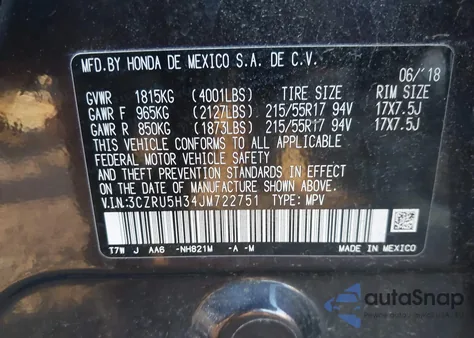 MFD.BY HONDA DE MEXICO S.A. DE C.V.
06/'18
GVWR 1815KG (4001LBS) TIRE SIZE RIM SIZE
GAWR F 965KG (2127LBS) 215/55R17 94V 17X7.5J
GAWR R 850KG (1873LBS) 215/55R17 94V 17X7.5J
THIS VEHICLE CONFORMS TO ALL APPLICABLE
FEDERAL MOTOR VEHICLE SAFETY AND
THEFT PREVENTION STANDARDS IN EFFECT
ON THE DATE OF MANUFACTURE SHOWN ABOVE.
V.I.N.:3CZRU5H34JM722751 TYPE: MPV
T7W J AA6 -NH821M -A -M
MADE IN MEXICO
autaSnap